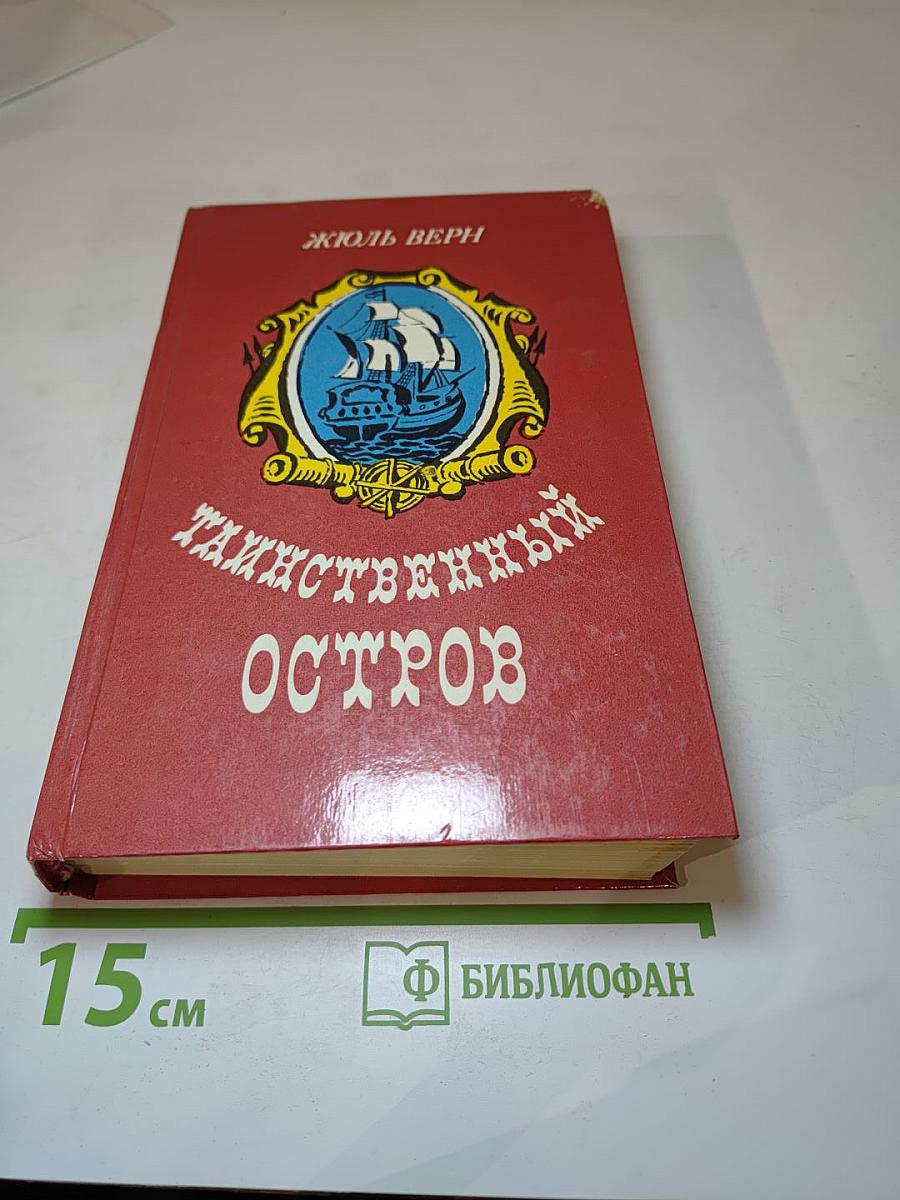 ЖЮЛЬ ВЕРН
ТАИНСТВЕННЫЙ
ОСТРОВ
15 см
Ф БИБЛИОФАН